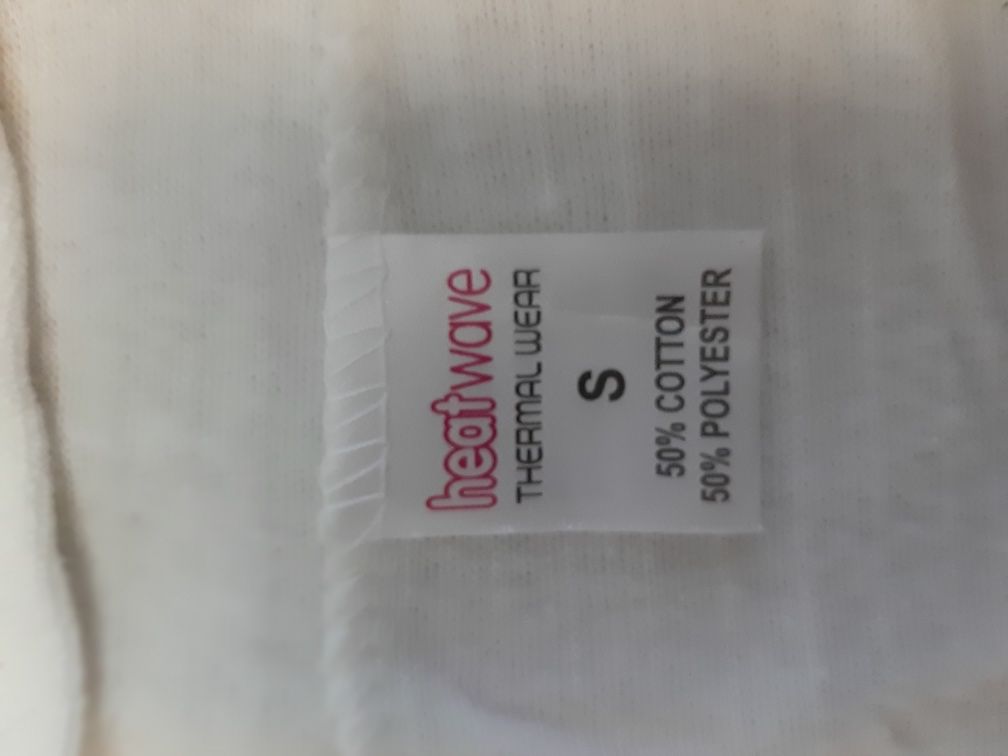 heatwave
THERMAL WEAR
S
50% COTTON
50% POLYESTER